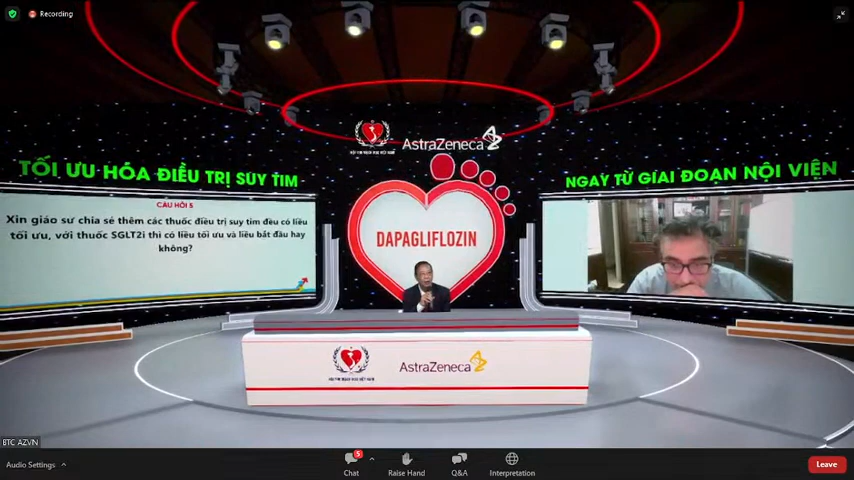 Recording
AstraZeneca
TỐI ƯU HÓA ĐIỀU TRỊ SUY TIM
NGAY TỪ GIAI ĐOẠN NỘI VIỆN
CÂU HỎI 5
Xin giáo sư chia sẻ thêm các thuốc điều trị suy tim đều có liều
tối ưu, với thuốc SGLT2i thì có liều tối ưu và liều bắt đầu hay
không?
DAPAGLIFLOZIN
AstraZeneca
BTC AZVN
Audio Settings
5
Chat
Raise Hand
Q&A
Interpretation
Leave